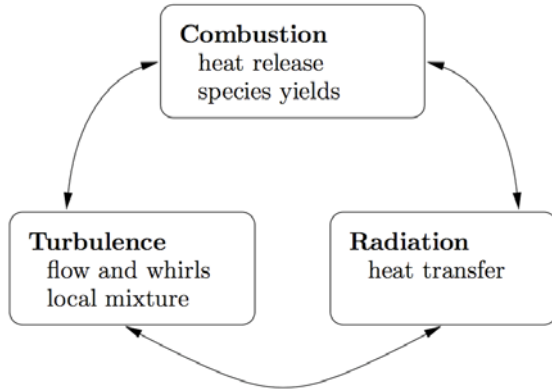 Combustion
heat release
species yields
Turbulence
flow and whirls
local mixture
Radiation
heat transfer